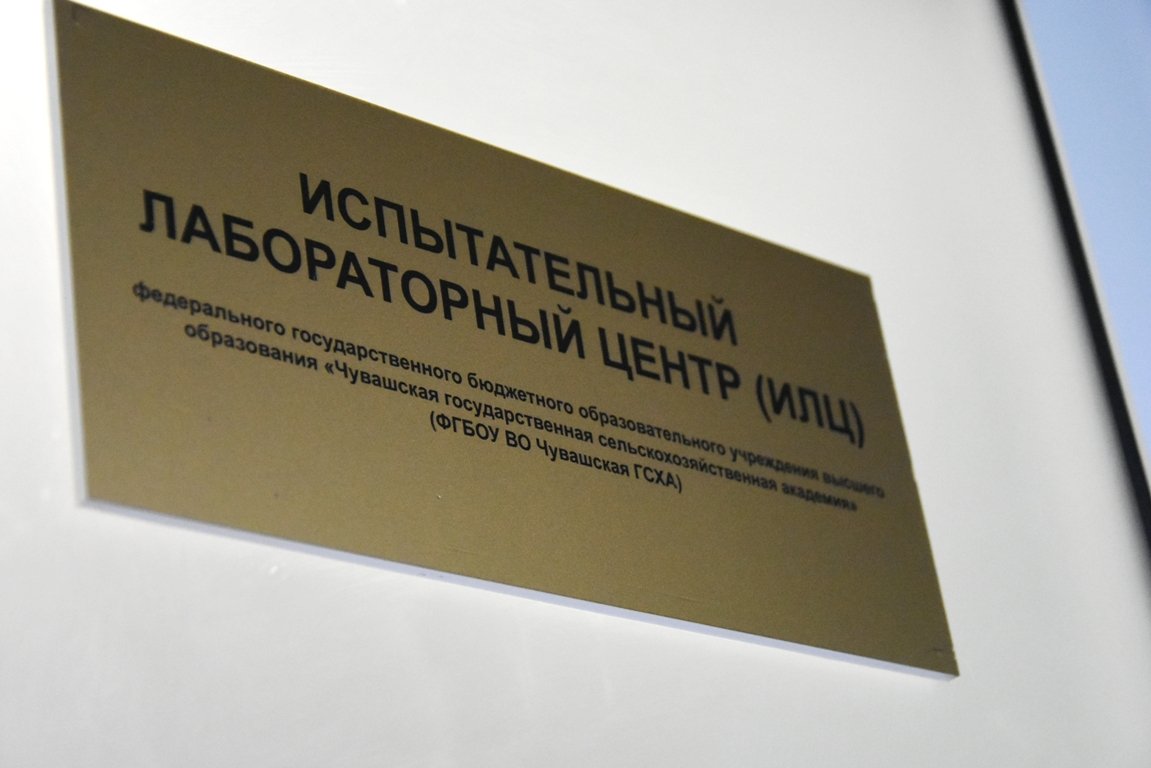 ИСПЫТАТЕЛЬНЫЙ
ЛАБОРАТОРНЫЙ ЦЕНТР (ИЛЦ)
федерального государственного бюджетного образовательного учреждения высшего
образования «Чувашская государственная сельскохозяйственная академия»
(ФГБОУ ВО Чувашская ГСХА)